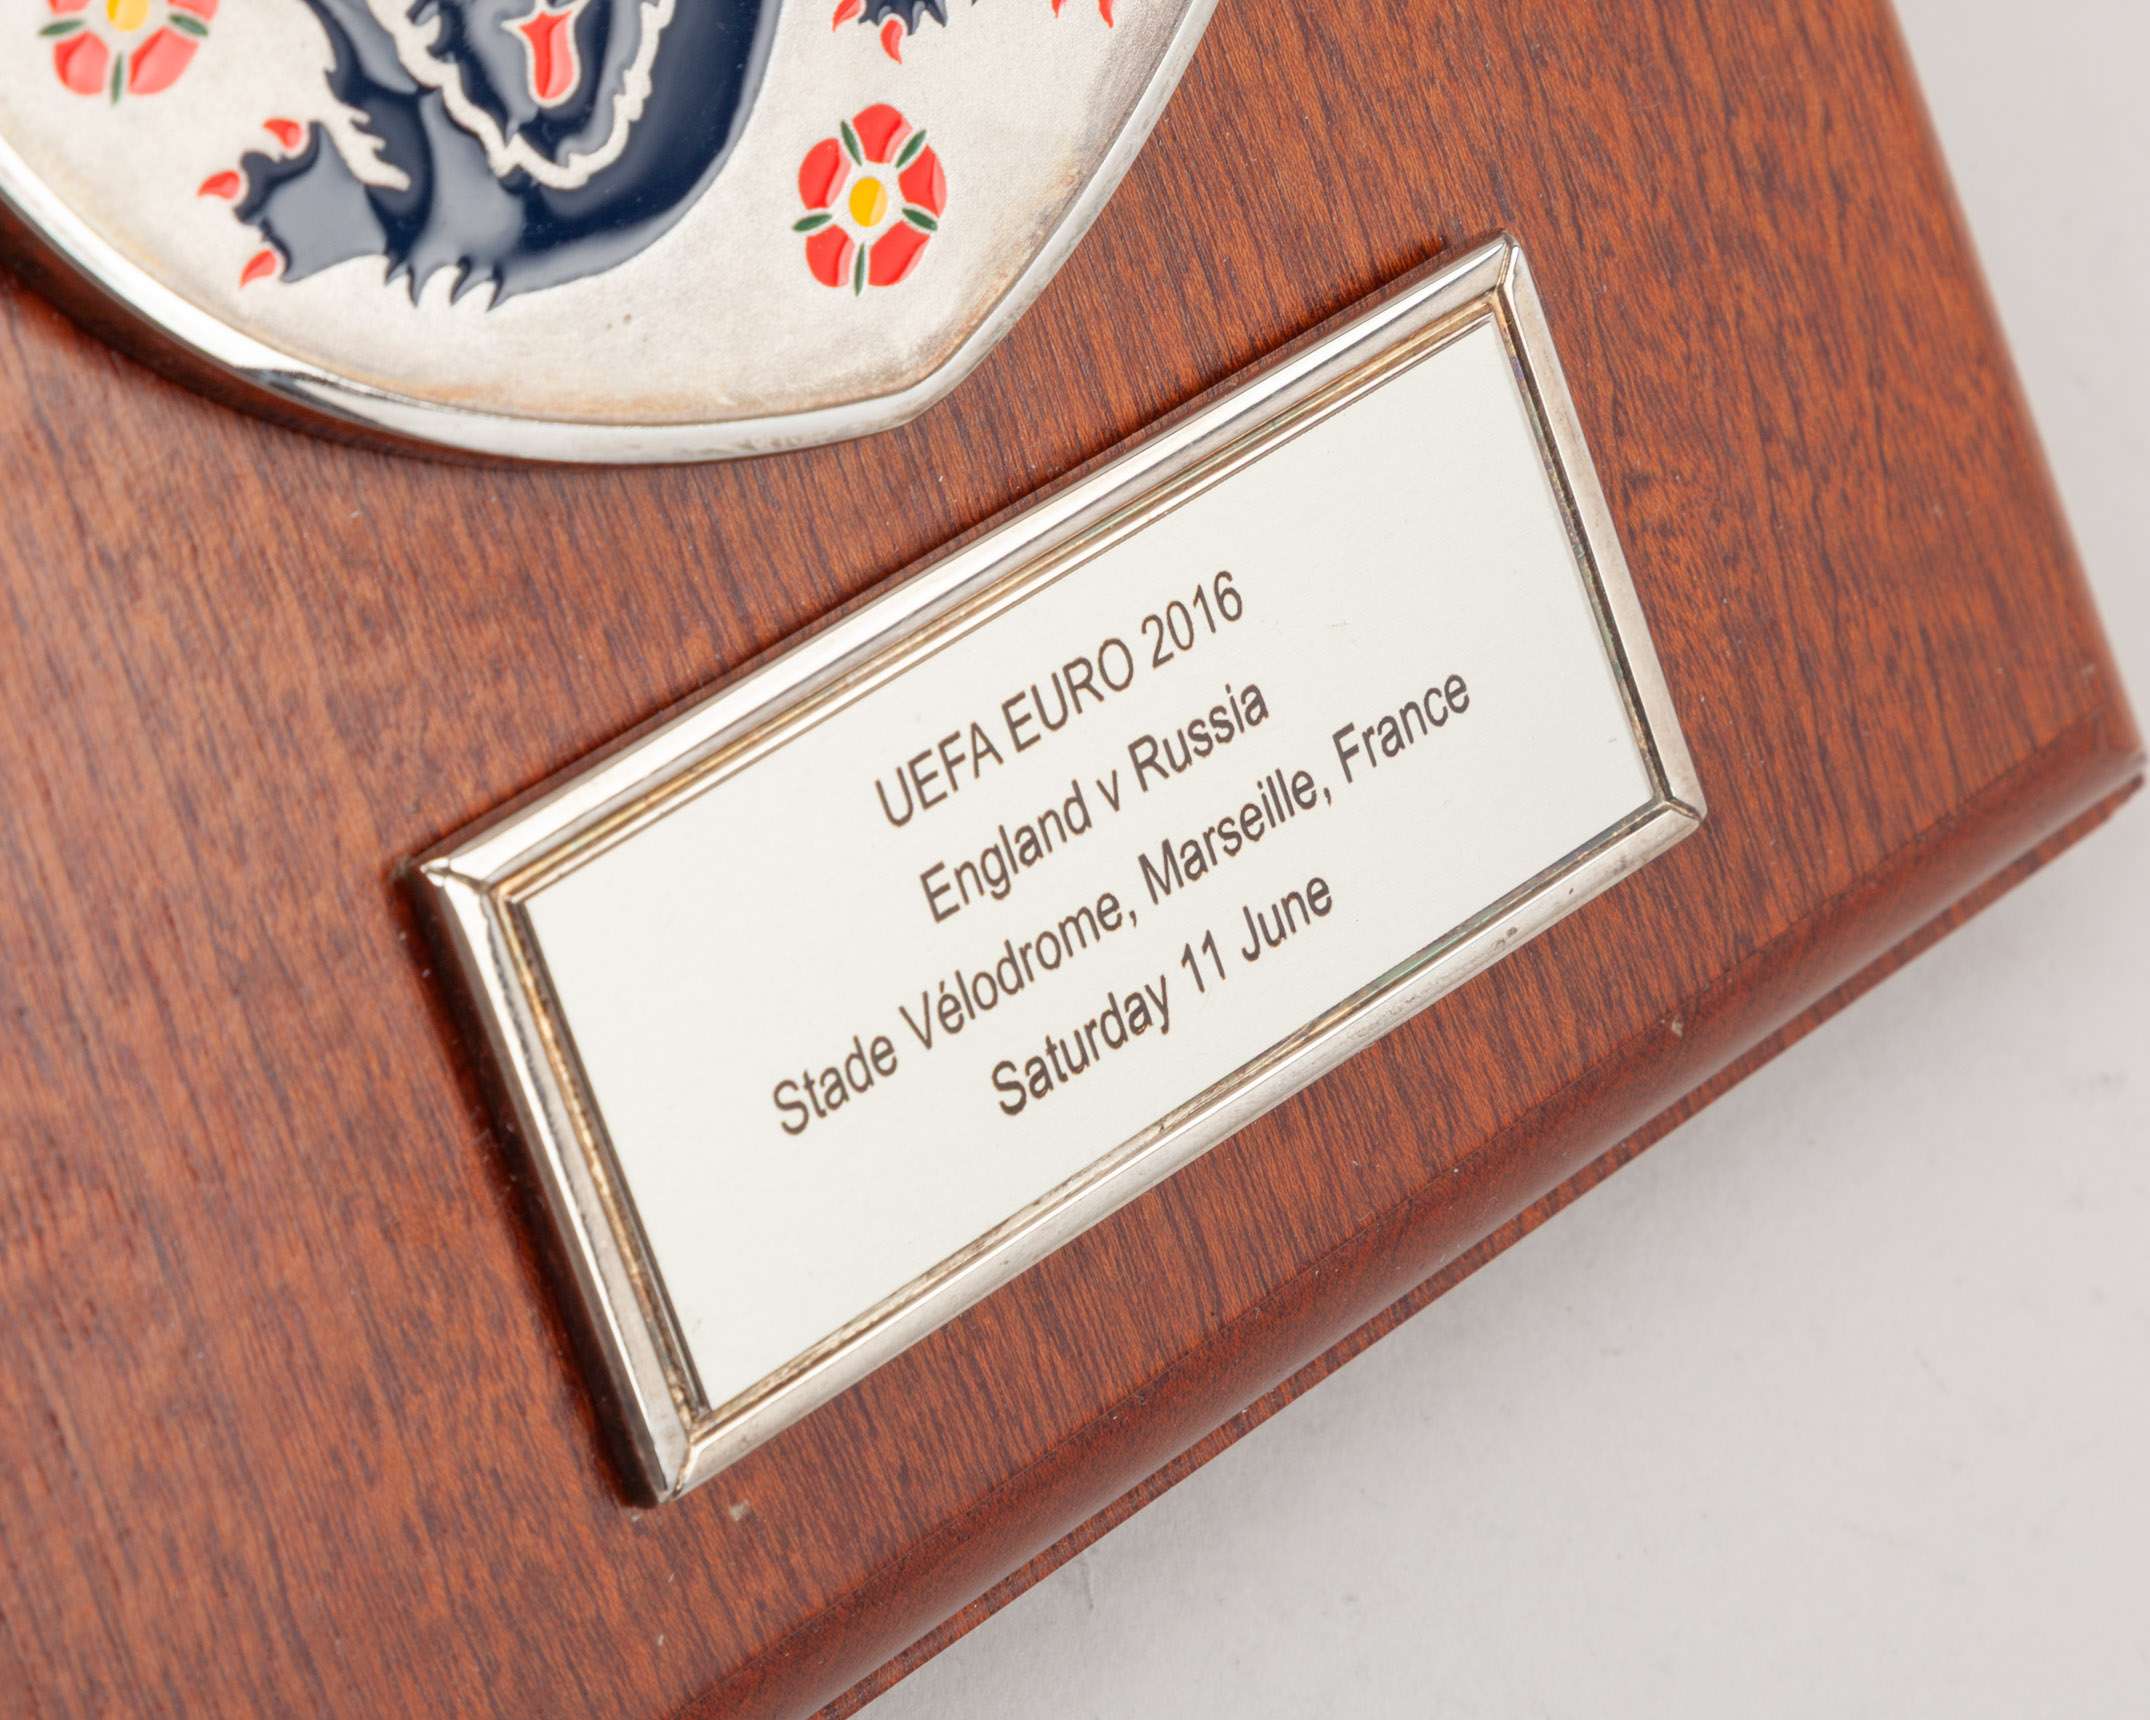 UEFA EURO 2016
England v Russia
Stade Vélodrome, Marseille, France
Saturday 11 June